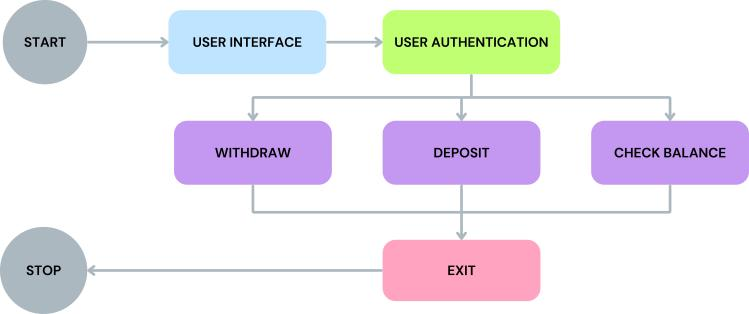 START
USER INTERFACE
USER AUTHENTICATION
WITHDRAW
DEPOSIT
CHECK BALANCE
STOP
EXIT